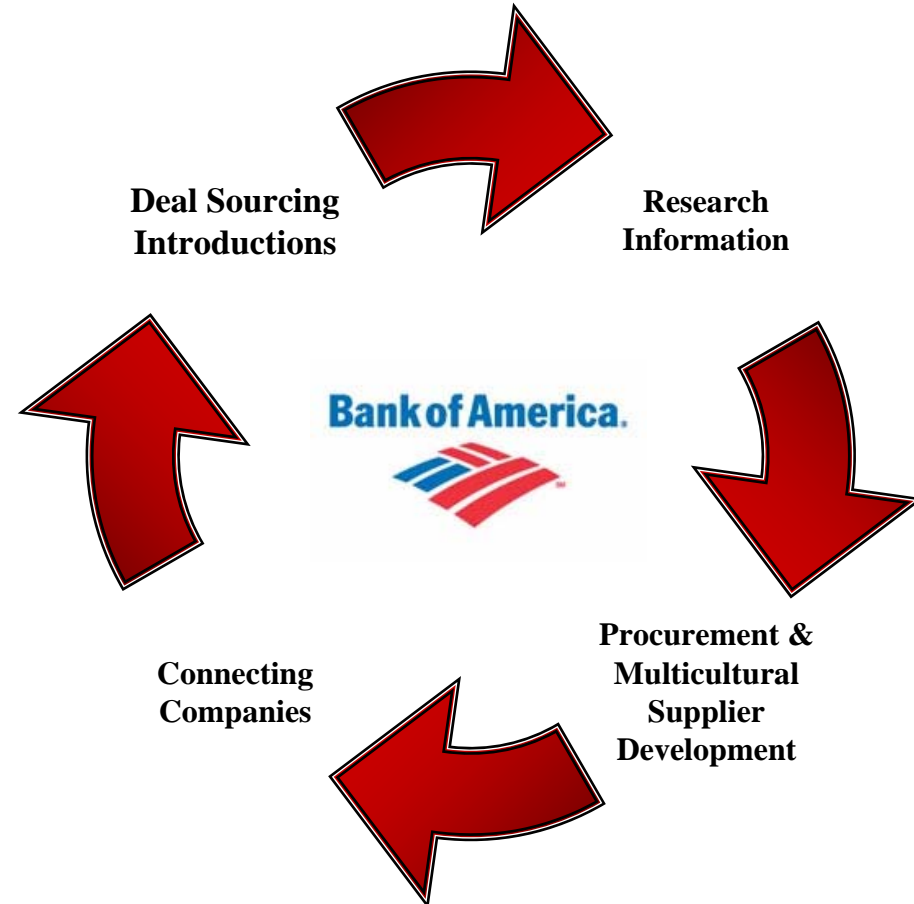 Deal Sourcing
Introductions
Research
Information
Bank of America.
Procurement &
Multicultural
Supplier
Development
Connecting
Companies